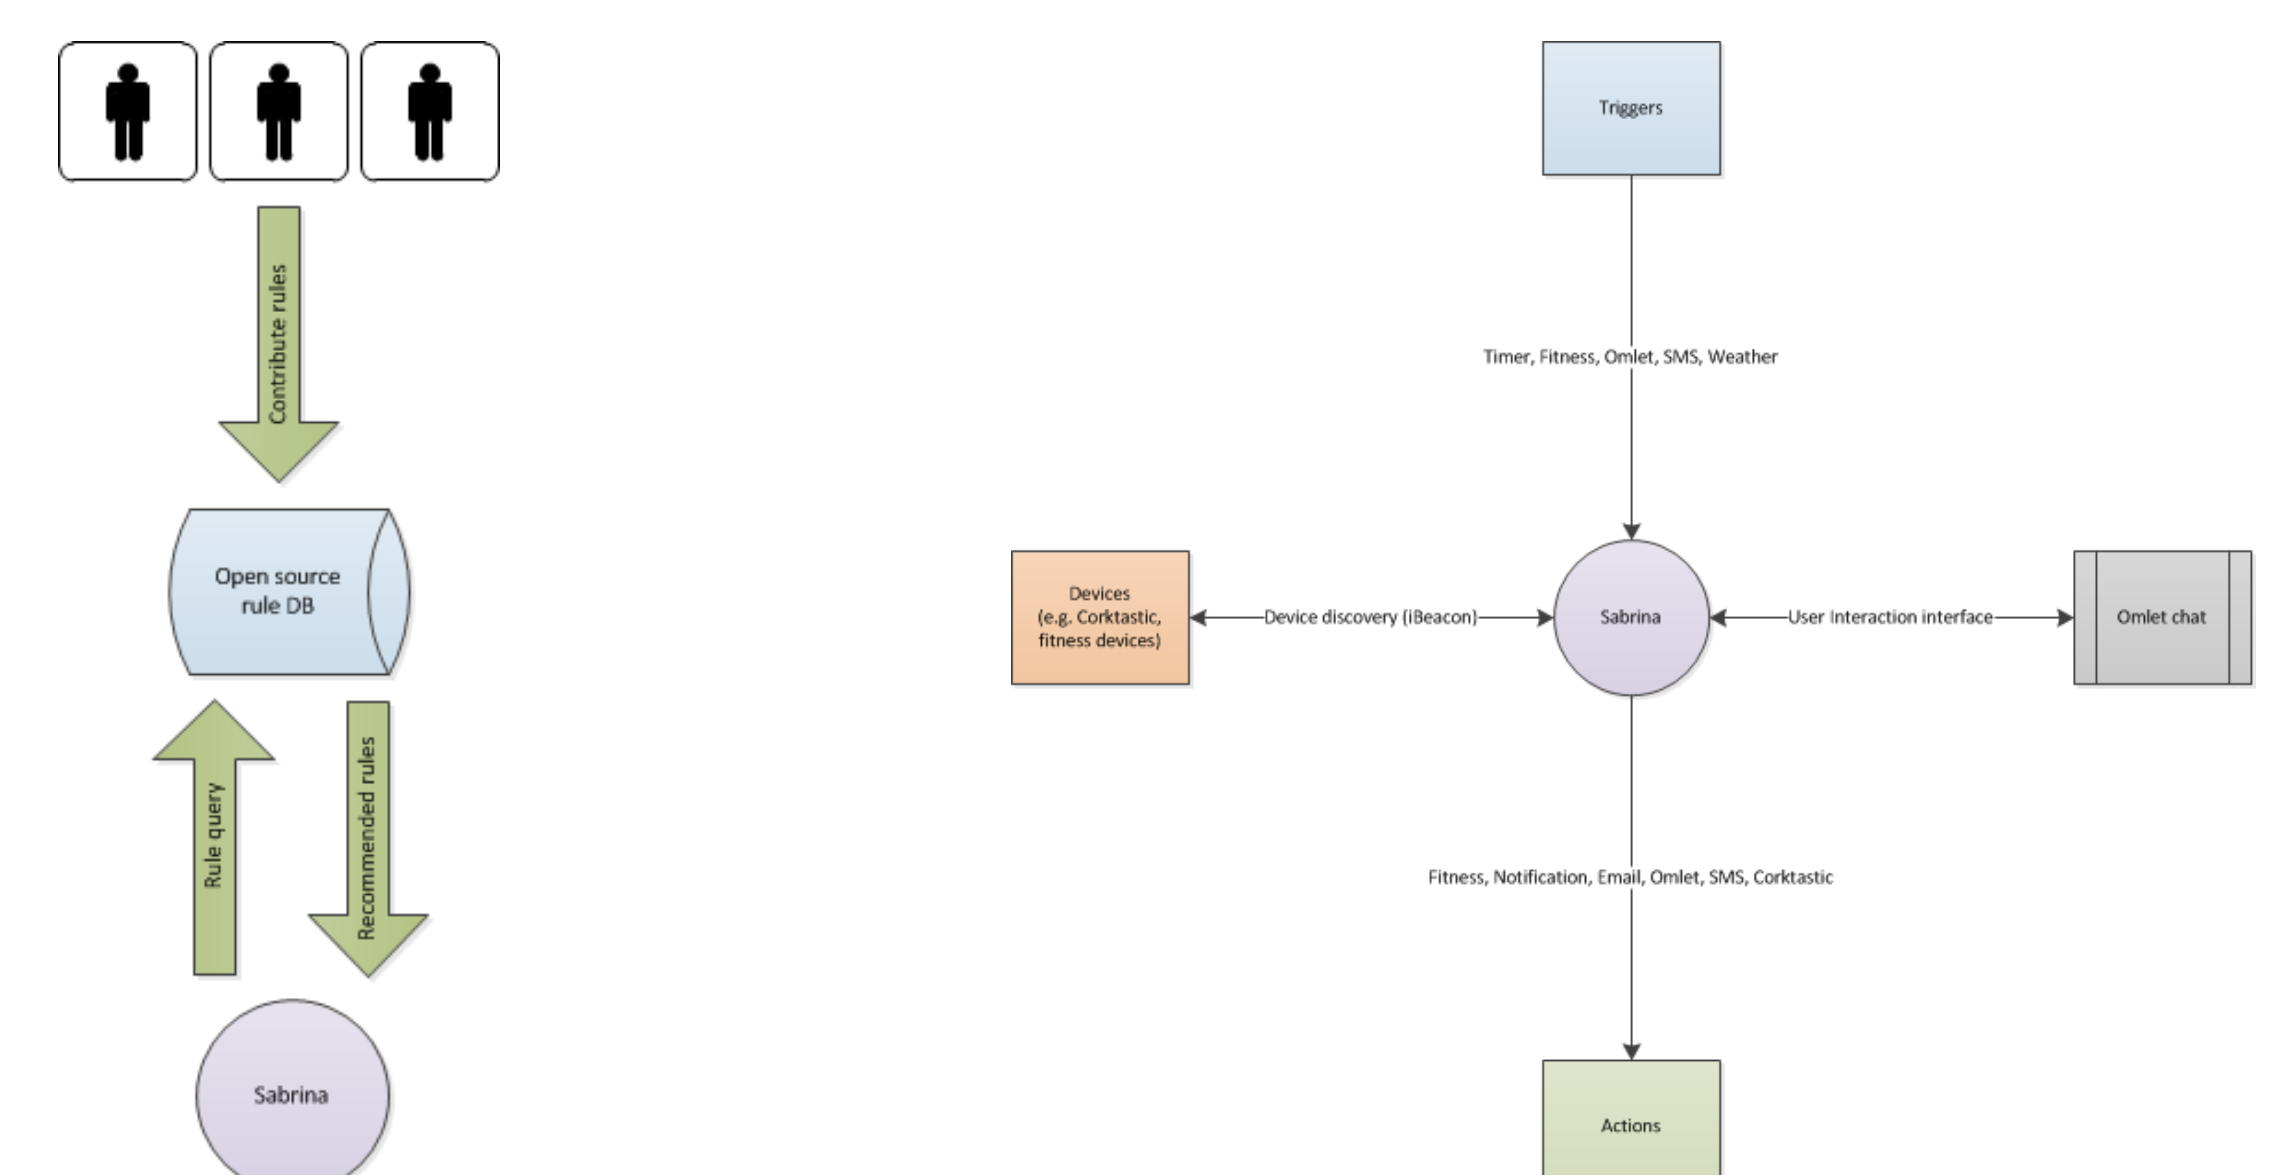 Contribute rules
Open source
rule DB
Rule query
Recommended rules
Sabrina
Triggers
Timer, Fitness, Omlet, SMS, Weather
Devices
(e.g. Corktastic,
fitness devices)
Device discovery (iBeacon)
Sabrina
User Interaction interface
Omlet chat
Fitness, Notification, Email, Omlet, SMS, Corktastic
Actions